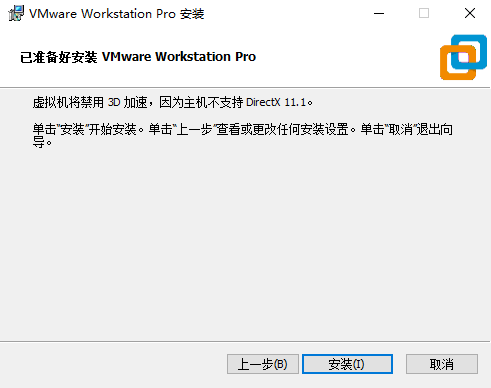 VMware Workstation Pro 安装
已准备好安装 VMware Workstation Pro
虚拟机将禁用 3D 加速，因为主机不支持 DirectX 11.1。
单击“安装”开始安装。单击“上一步”查看或更改任何安装设置。单击“取消”退出向
导。
上一步(B)
安装(I)
取消